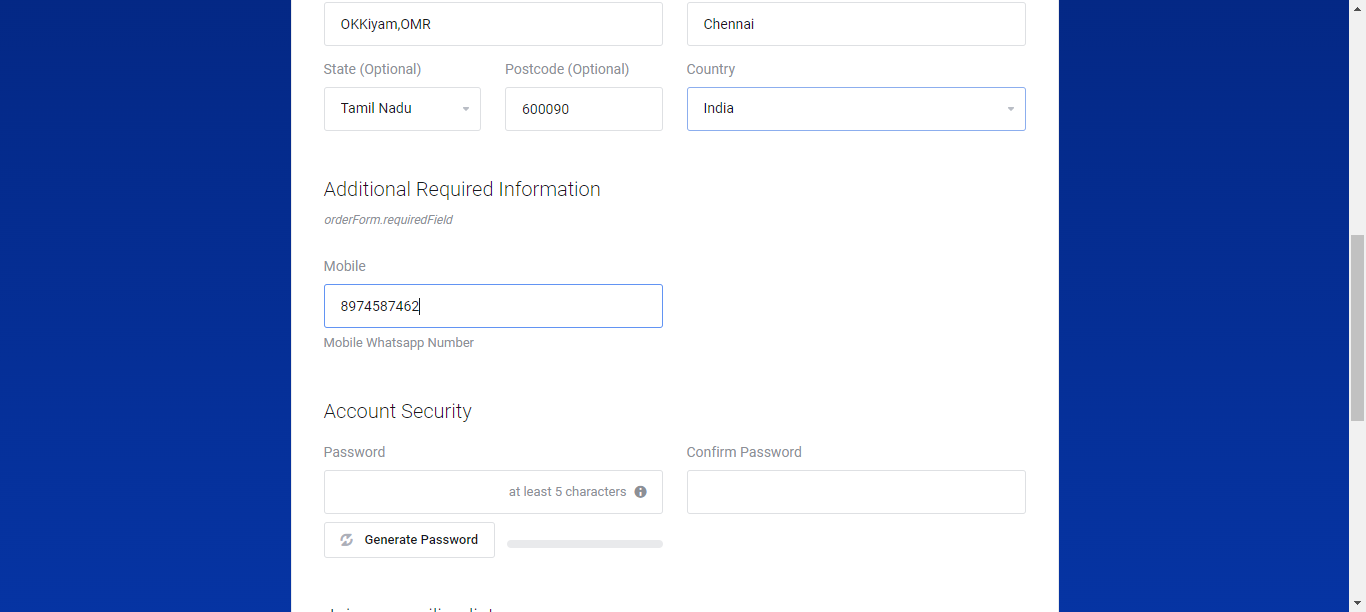 OKKiyam,OMR
Chennai
State (Optional)
Postcode (Optional)
Country
Tamil Nadu
600090
India
Additional Required Information
orderForm.requiredField
Mobile
8974587462
Mobile Whatsapp Number
Account Security
Password
Confirm Password
at least 5 characters
Generate Password